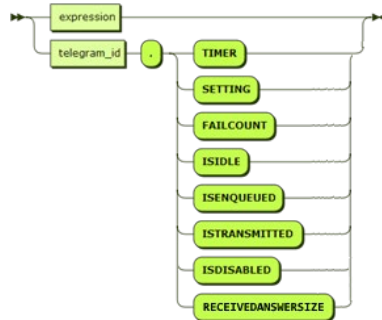 expression
telegram_id . TIMER
SETTING
FAILCOUNT
ISIDLE
ISENQUEUED
ISTRANSMITTED
ISDISABLED
RECEIVEDANSWERSIZE